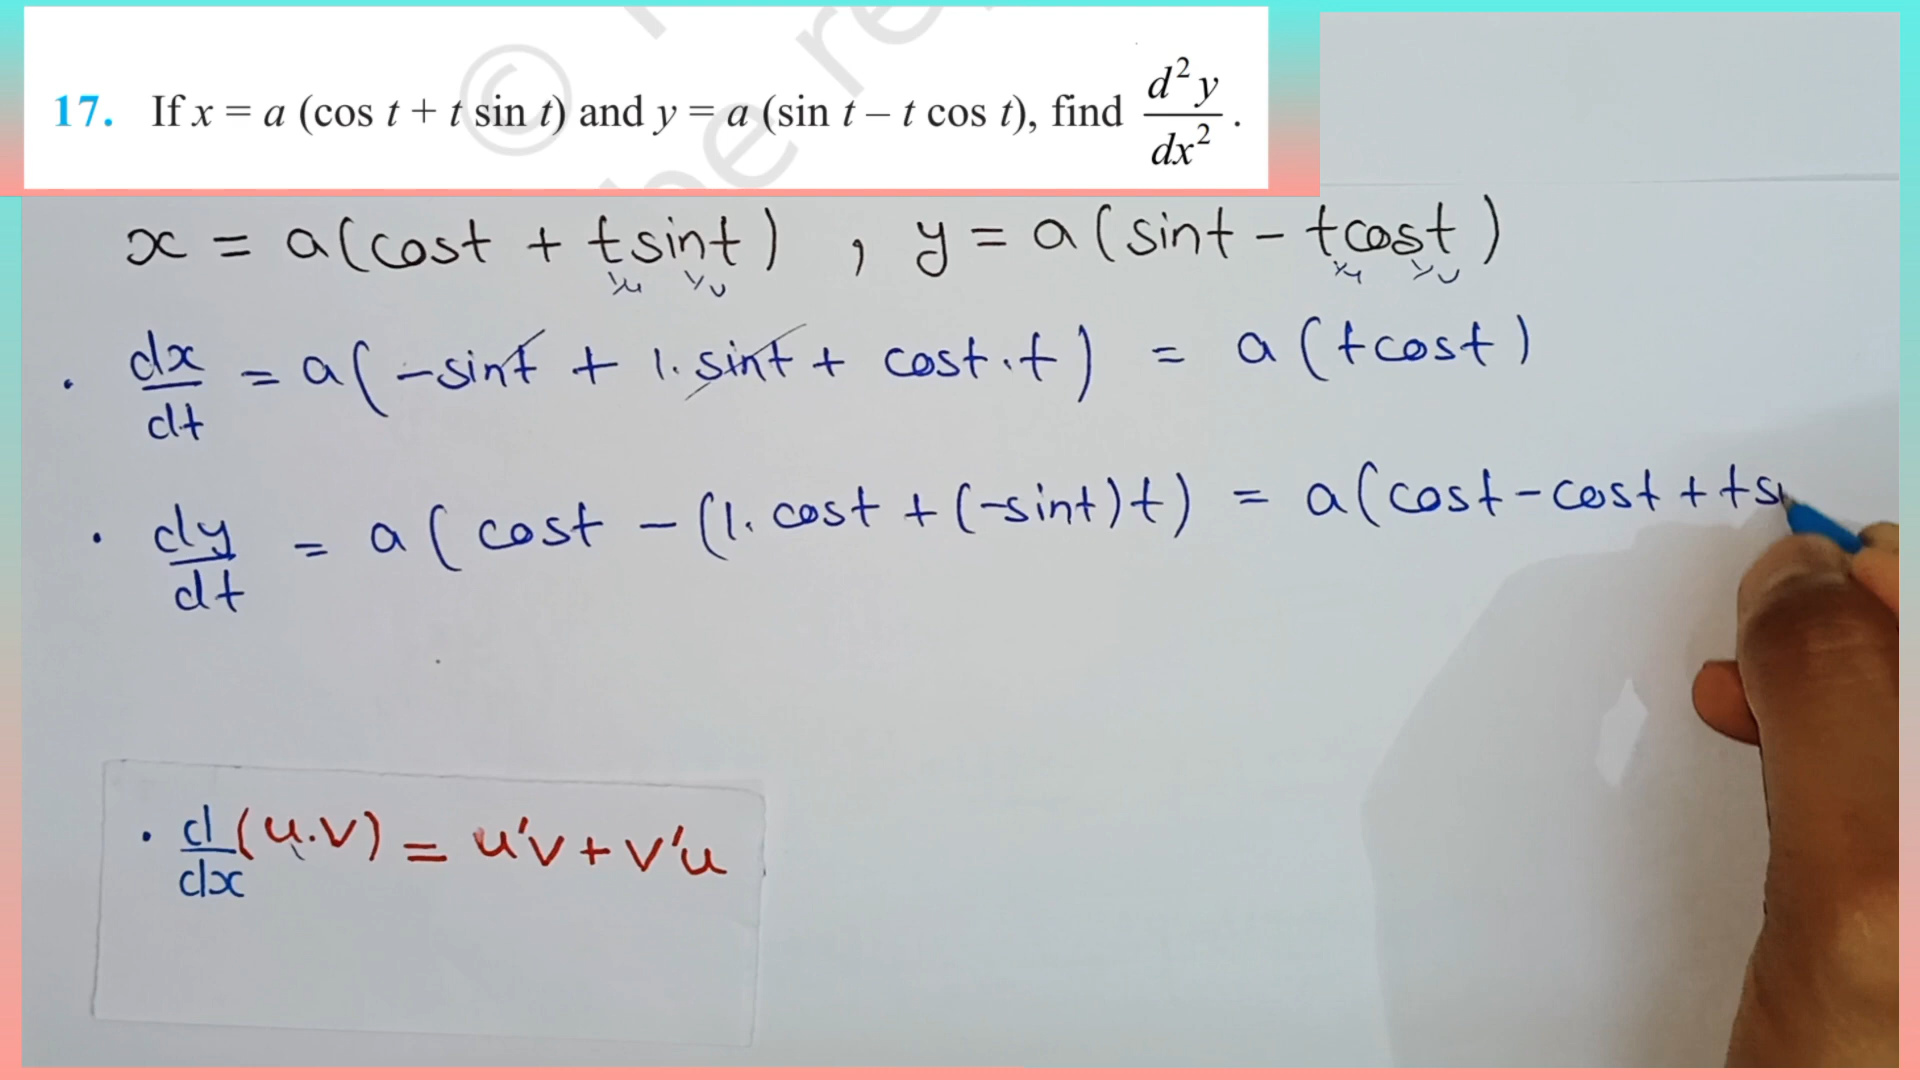 17. If x = a (cos t + t sin t) and y = a (sin t – t cos t), find d²y/dx².
x = a(cost + tsint) , y = a(sint - tcost)
u v u v
. dx/dt = a(-sint + 1. sint + cost.t) = a(tcost)
. dy/dt = a(cost - (1. cost + (-sint)t) = a(cost - cost + ts
. d/dx (u.v) = u'v + v'u